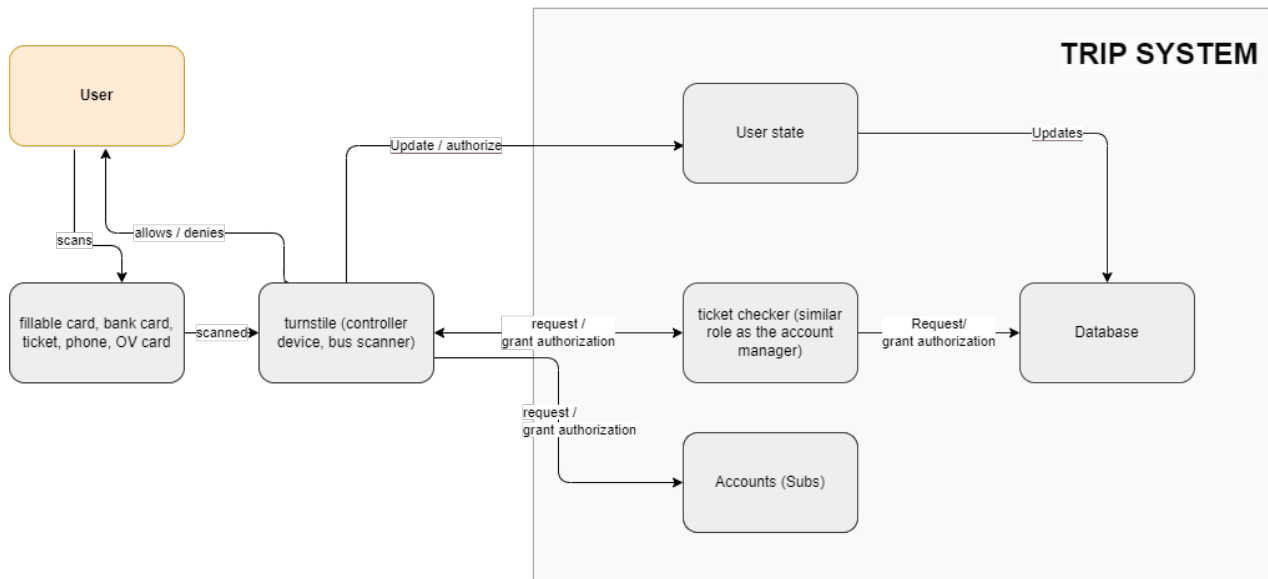 TRIP SYSTEM
User
User state
Update / authorize
Updates
allows / denies
scans
fillable card, bank card,
ticket, phone, OV card
scanned
turnstile (controller
device, bus scanner)
request /
grant authorization
ticket checker (similar
role as the account
manager)
Request/
grant authorization
Database
request /
grant authorization
Accounts (Subs)